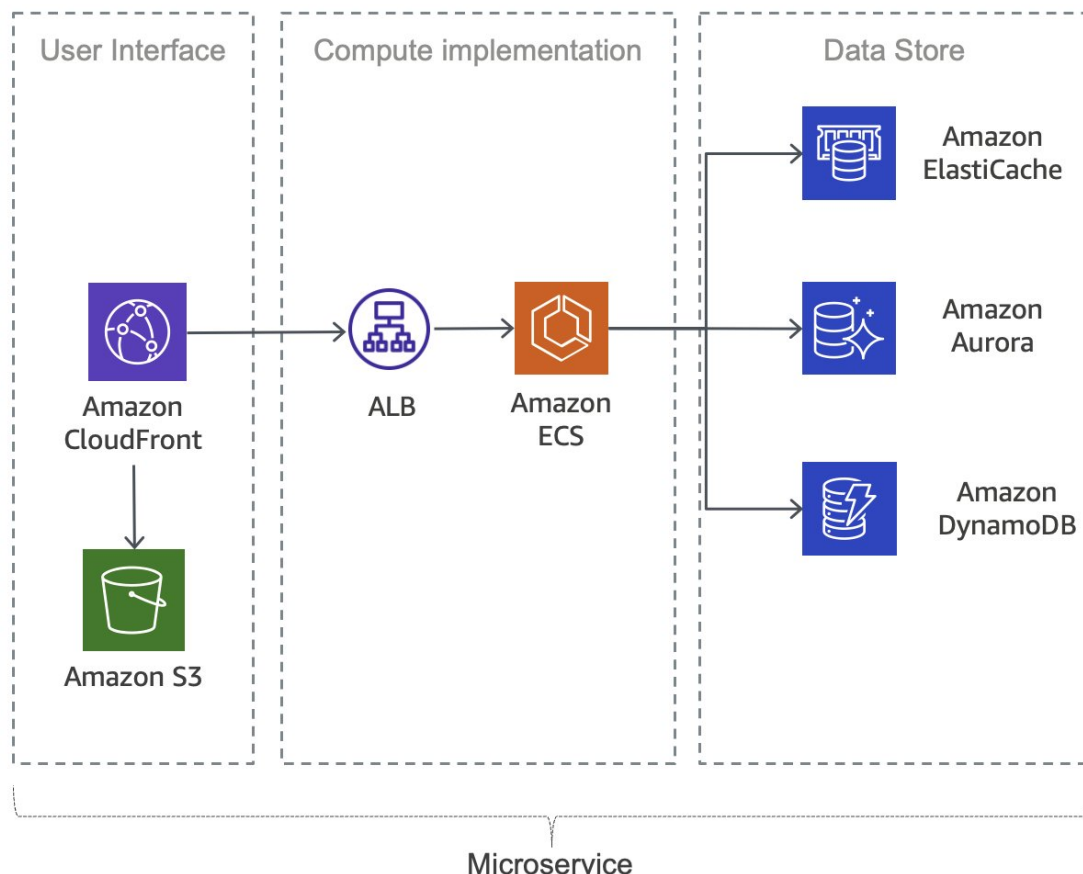 User Interface
Compute implementation
Data Store
Amazon
ElastiCache
Amazon
CloudFront
ALB
Amazon
ECS
Amazon
Aurora
Amazon S3
Amazon
DynamoDB
Microservice